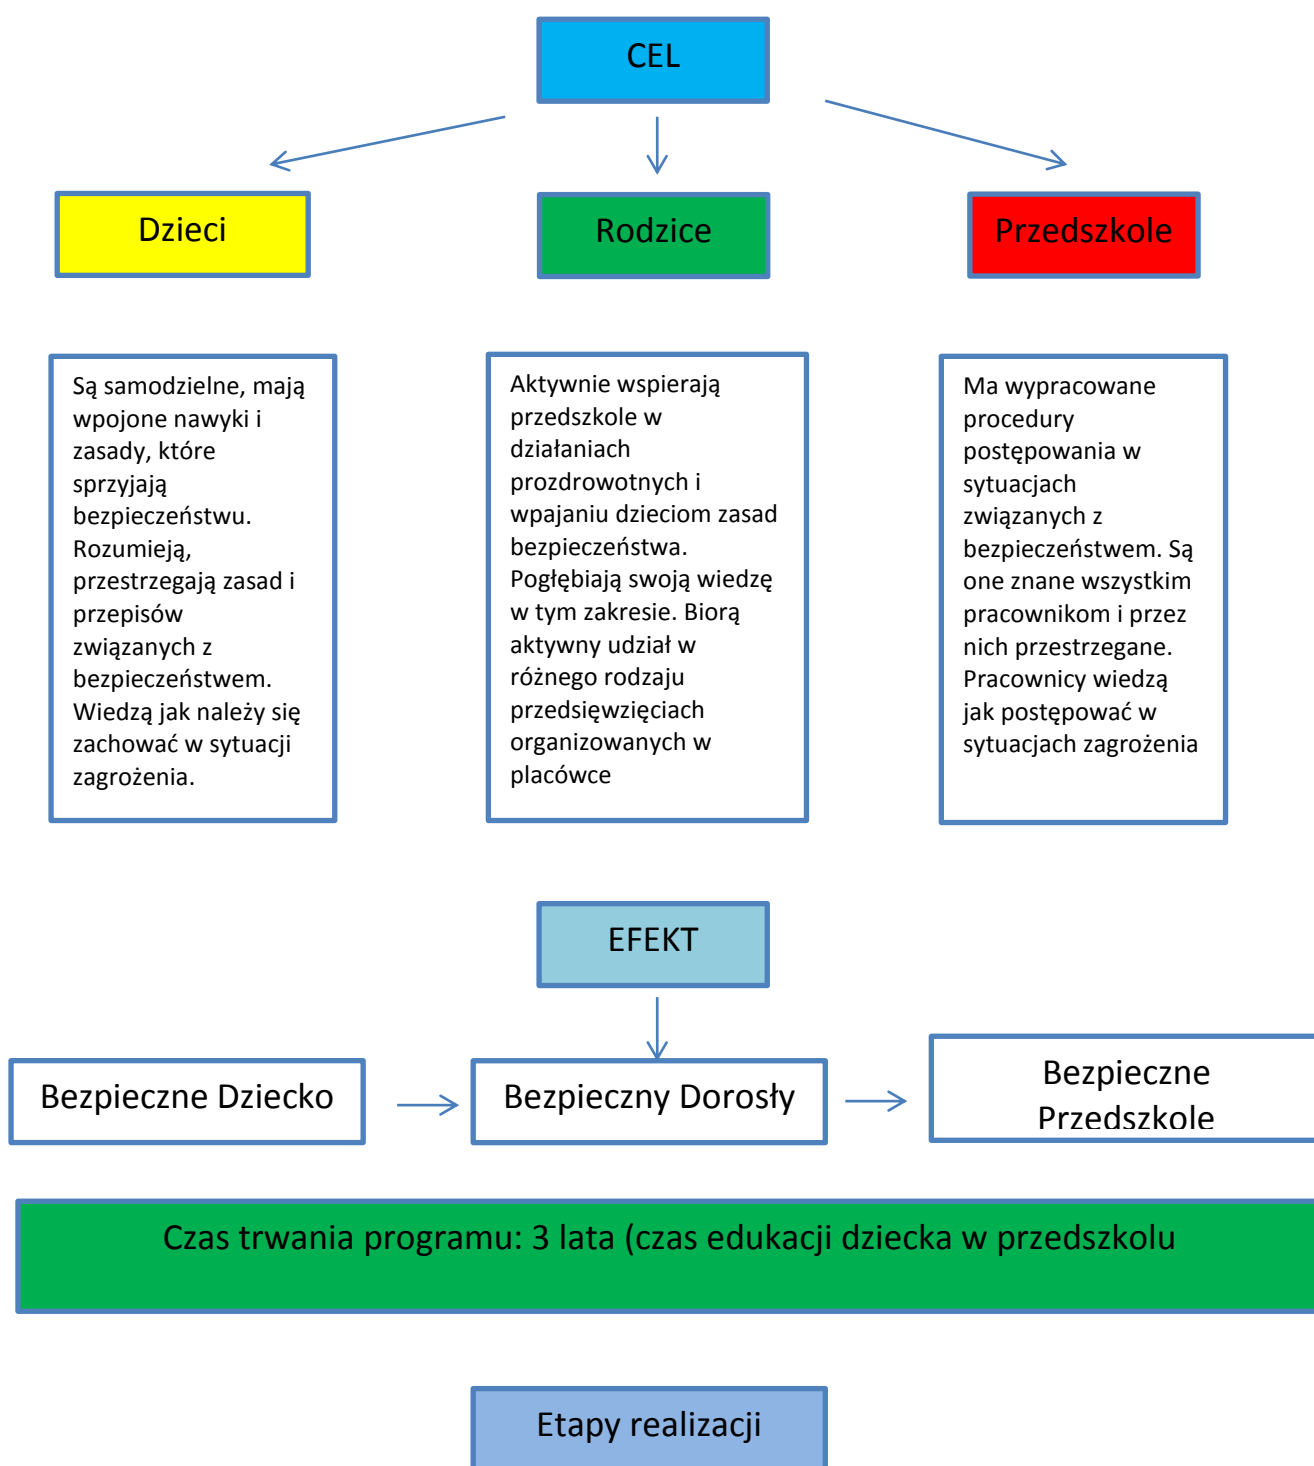 CEL
Dzieci
Rodzice
Przedszkole
Są samodzielne, mają
wpojone nawyki i
zasady, które
sprzyjają
bezpieczeństwu.
Rozumieją,
przestrzegają zasad i
przepisów
związanych z
bezpieczeństwem.
Wiedzą jak należy się
zachować w sytuacji
zagrożenia.
Aktywnie wspierają
przedszkole w
działaniach
prozdrowotnych i
wpajaniu dzieciom zasad
bezpieczeństwa.
Pogłębiają swoją wiedzę
w tym zakresie. Biorą
aktywny udział w
różnego rodzaju
przedsięwzięciach
organizowanych w
placówce
Ma wypracowane
procedury
postępowania w
sytuacjach
związanych z
bezpieczeństwem. Są
one znane wszystkim
pracownikom i przez
nich przestrzegane.
Pracownicy wiedzą
jak postępować w
sytuacjach zagrożenia
EFEKT
Bezpieczne Dziecko
Bezpieczny Dorosły
Bezpieczne
Przedszkole
Czas trwania programu: 3 lata (czas edukacji dziecka w przedszkolu
Etapy realizacji